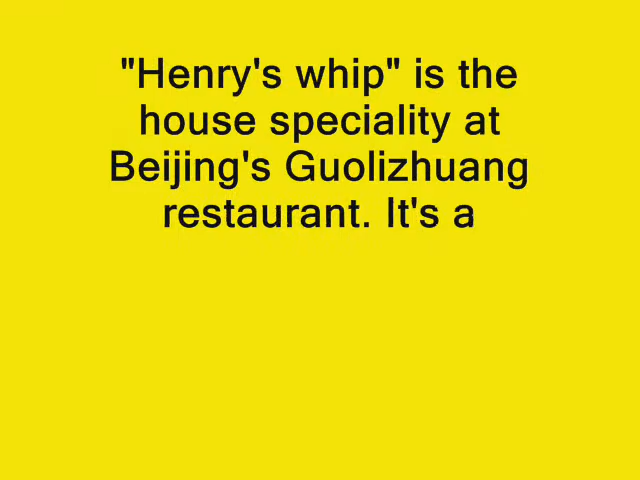 "Henry's whip" is the
house speciality at
Beijing's Guolizhuang
restaurant. It's a